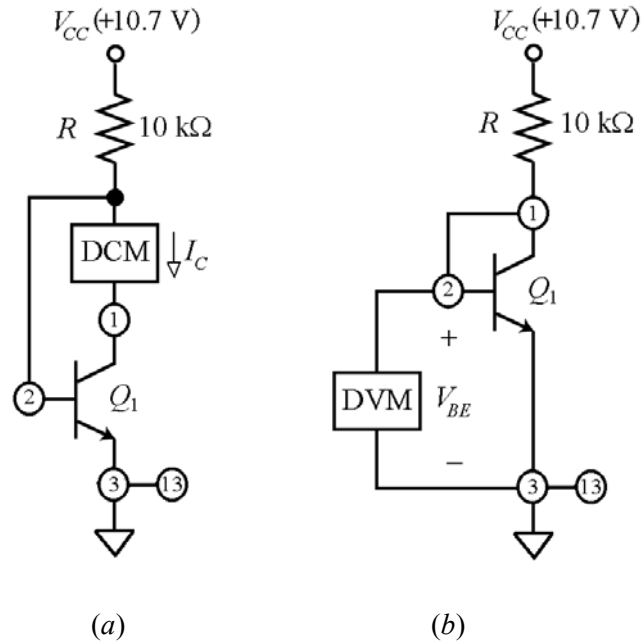 V_CC (+10.7 V)
R 10 kΩ
DCM I_C
1
2 Q_1
3 13
(a)
V_CC (+10.7 V)
R 10 kΩ
1
2 Q_1
+
DVM V_BE
–
3 13
(b)